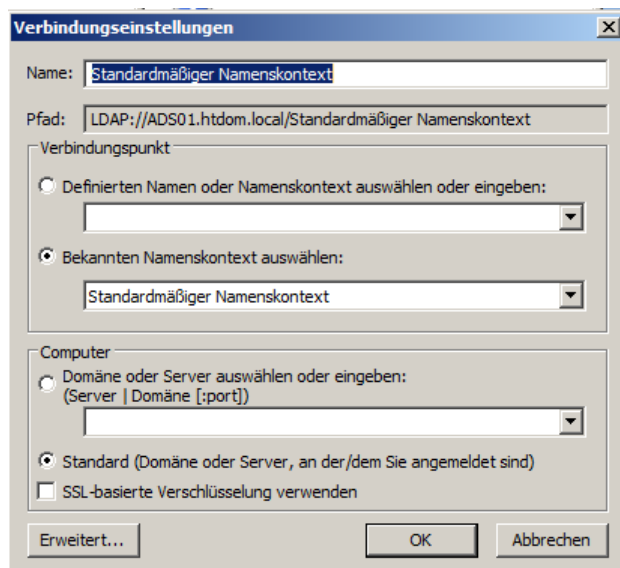 Verbindungseinstellungen
Name: Standardmäßiger Namenskontext
Pfad: LDAP://ADS01.htdom.local/Standardmäßiger Namenskontext
Verbindungspunkt
Definierten Namen oder Namenskontext auswählen oder eingeben:
Bekannten Namenskontext auswählen:
Standardmäßiger Namenskontext
Computer
Domäne oder Server auswählen oder eingeben:
(Server | Domäne [:port])
Standard (Domäne oder Server, an der/dem Sie angemeldet sind)
SSL-basierte Verschlüsselung verwenden
Erweitert... OK Abbrechen